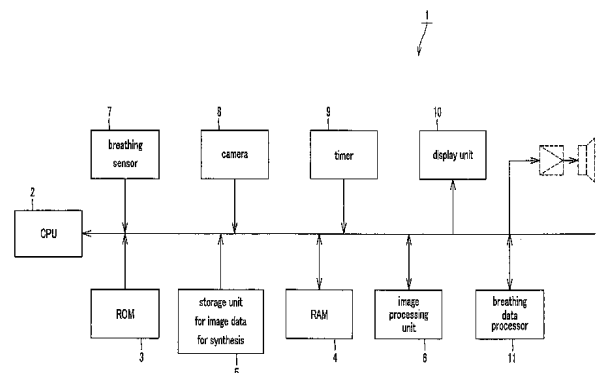 1
7
8
9
10
breathing
sensor
camera
timer
display unit
2
CPU
ROM
storage unit
for image data
for synthesis
RAM
image
processing
unit
breathing
data
processor
3
5
4
6
11